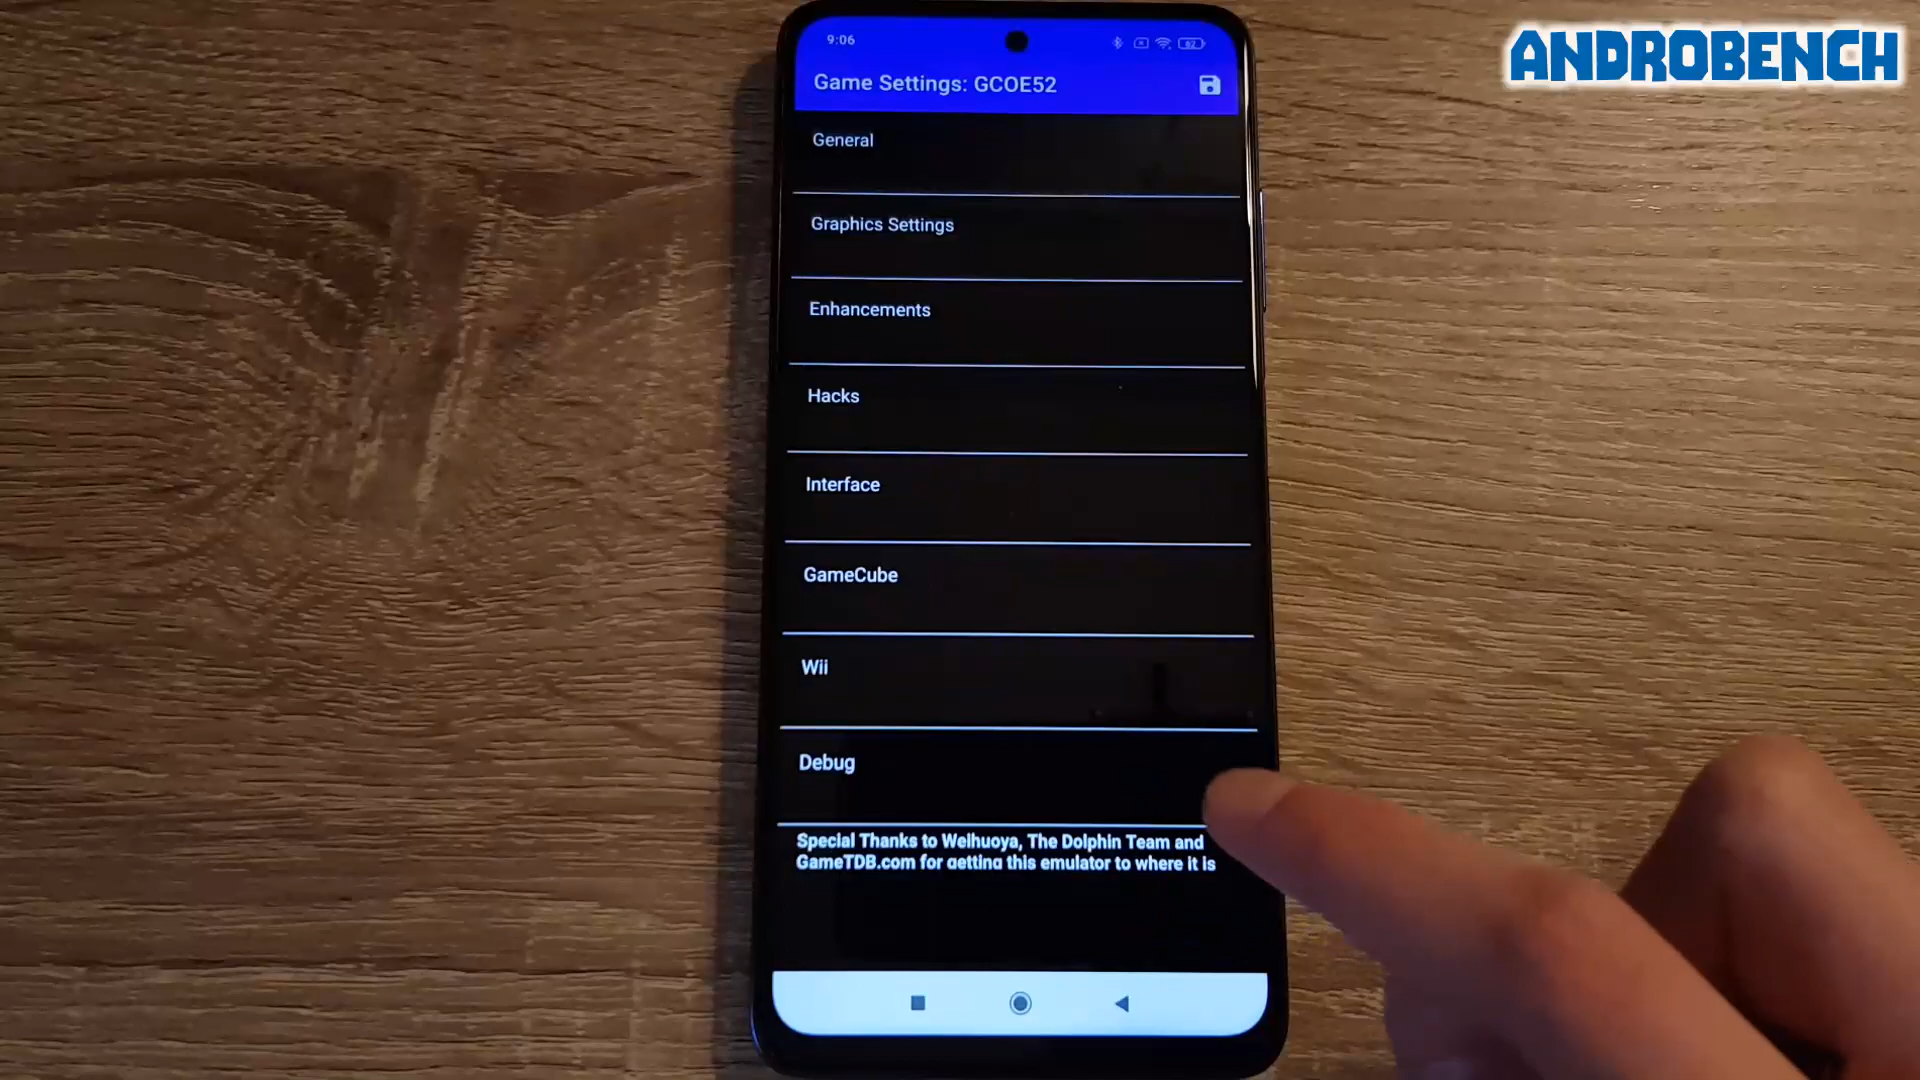 ANDROBENCH
9:06
62
Game Settings: GCOE52
General
Graphics Settings
Enhancements
Hacks
Interface
GameCube
Wii
Debug
Special Thanks to Weihuoya, The Dolphin Team and
GameTDB.com for getting this emulator to where it is